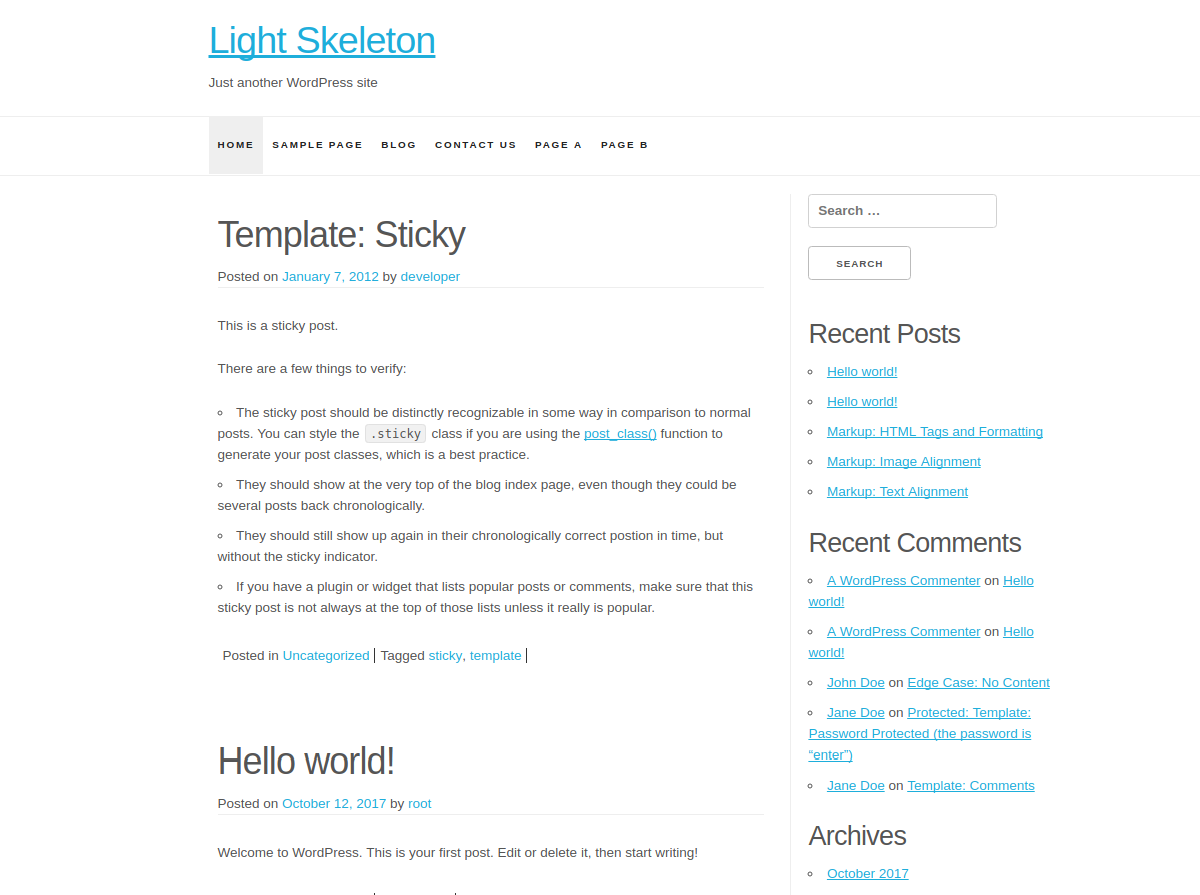 Light Skeleton
Just another WordPress site
HOME SAMPLE PAGE BLOG CONTACT US PAGE A PAGE B
Template: Sticky
Posted on January 7, 2012 by developer
This is a sticky post.
There are a few things to verify:
The sticky post should be distinctly recognizable in some way in comparison to normal
posts. You can style the .sticky class if you are using the post_class() function to
generate your post classes, which is a best practice.
They should show at the very top of the blog index page, even though they could be
several posts back chronologically.
They should still show up again in their chronologically correct postion in time, but
without the sticky indicator.
If you have a plugin or widget that lists popular posts or comments, make sure that this
sticky post is not always at the top of those lists unless it really is popular.
Posted in Uncategorized | Tagged sticky, template |
Hello world!
Posted on October 12, 2017 by root
Welcome to WordPress. This is your first post. Edit or delete it, then start writing!
Search …
SEARCH
Recent Posts
Hello world!
Hello world!
Markup: HTML Tags and Formatting
Markup: Image Alignment
Markup: Text Alignment
Recent Comments
A WordPress Commenter on Hello
world!
A WordPress Commenter on Hello
world!
John Doe on Edge Case: No Content
Jane Doe on Protected: Template:
Password Protected (the password is
“enter”)
Jane Doe on Template: Comments
Archives
October 2017